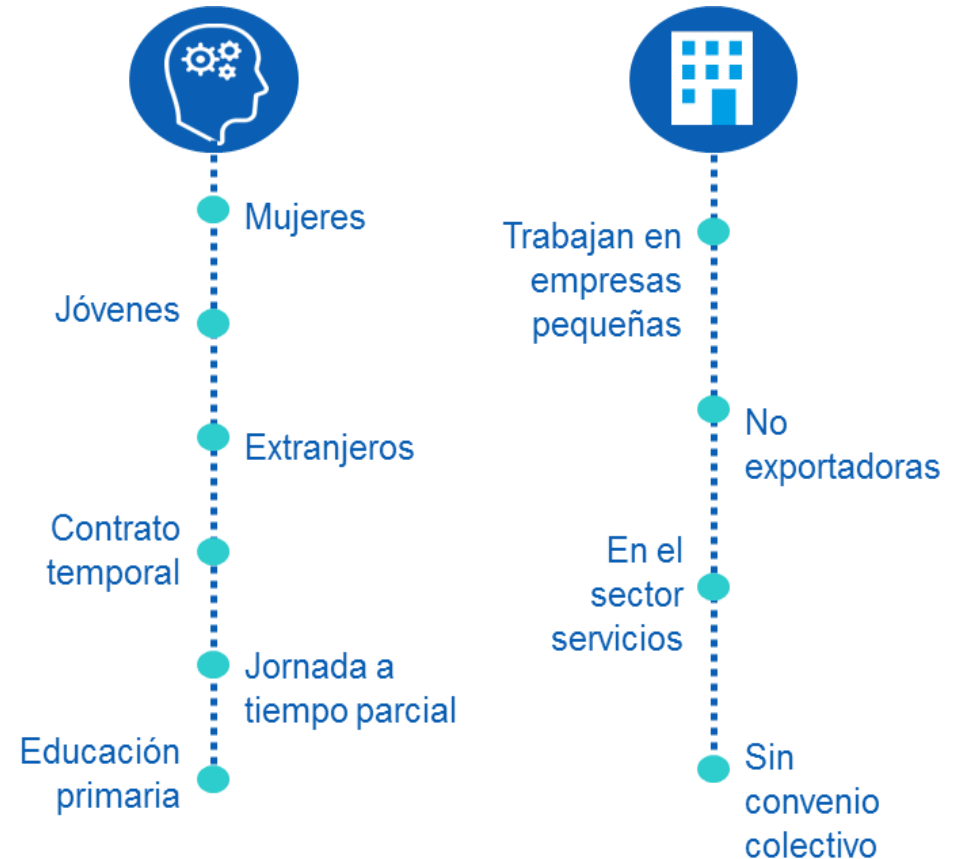 Mujeres
Jóvenes
Extranjeros
Contrato
temporal
Jornada a
tiempo parcial
Educación
primaria
Trabajan en
empresas
pequeñas
No
exportadoras
En el
sector
servicios
Sin
convenio
colectivo